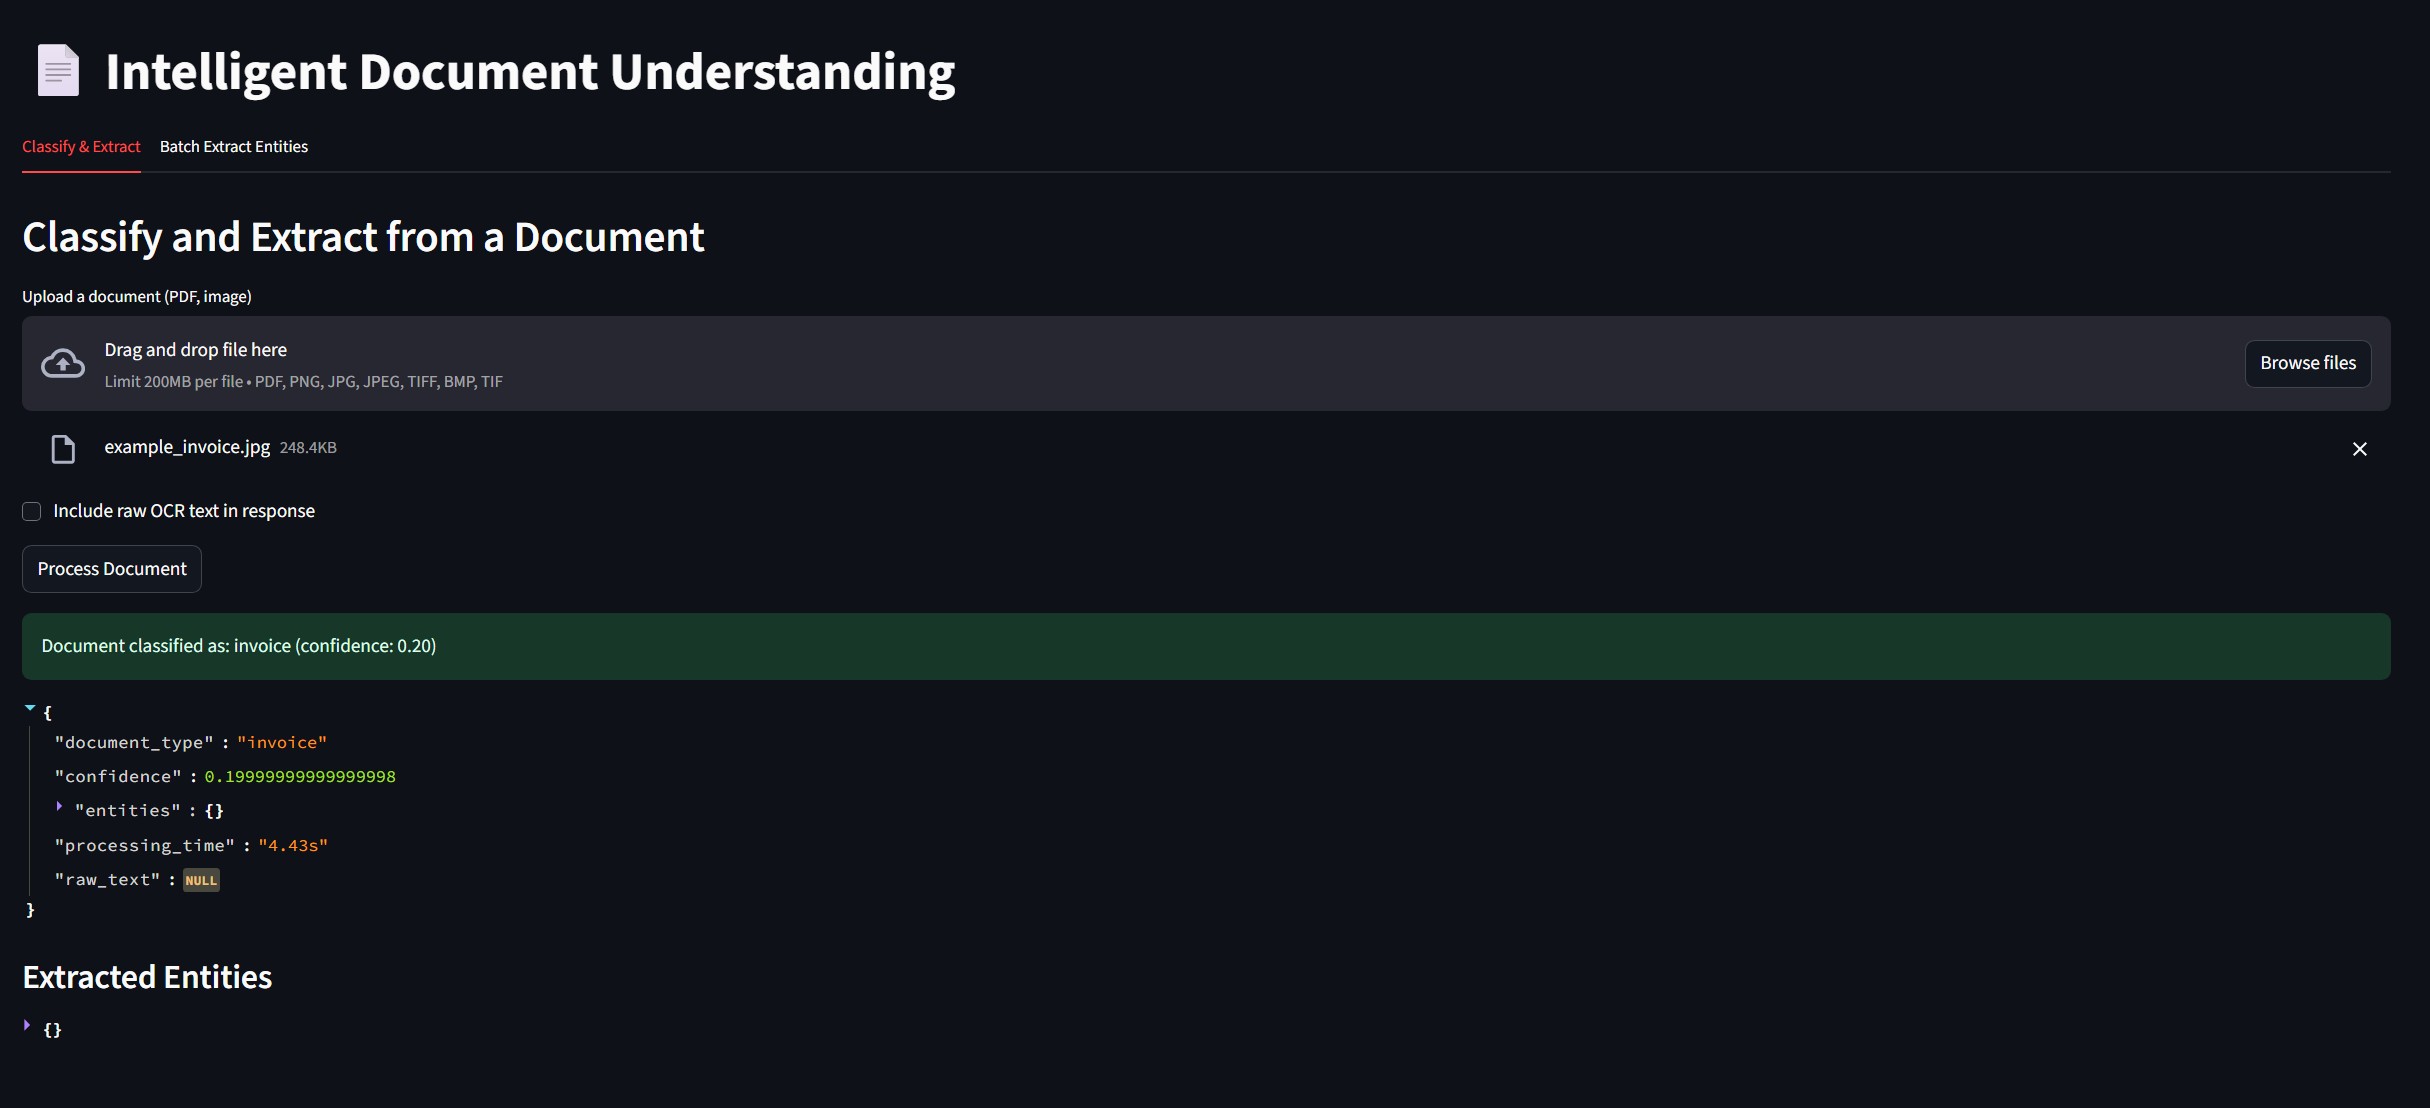 Intelligent Document Understanding
Classify & Extract Batch Extract Entities
Classify and Extract from a Document
Upload a document (PDF, image)
Drag and drop file here
Limit 200MB per file • PDF, PNG, JPG, JPEG, TIFF, BMP, TIF
Browse files
example_invoice.jpg 248.4KB
Include raw OCR text in response
Process Document
Document classified as: invoice (confidence: 0.20)
{
"document_type" : "invoice"
"confidence" : 0.19999999999999998
"entities" : {}
"processing_time" : "4.43s"
"raw_text" : NULL
}
Extracted Entities
{}